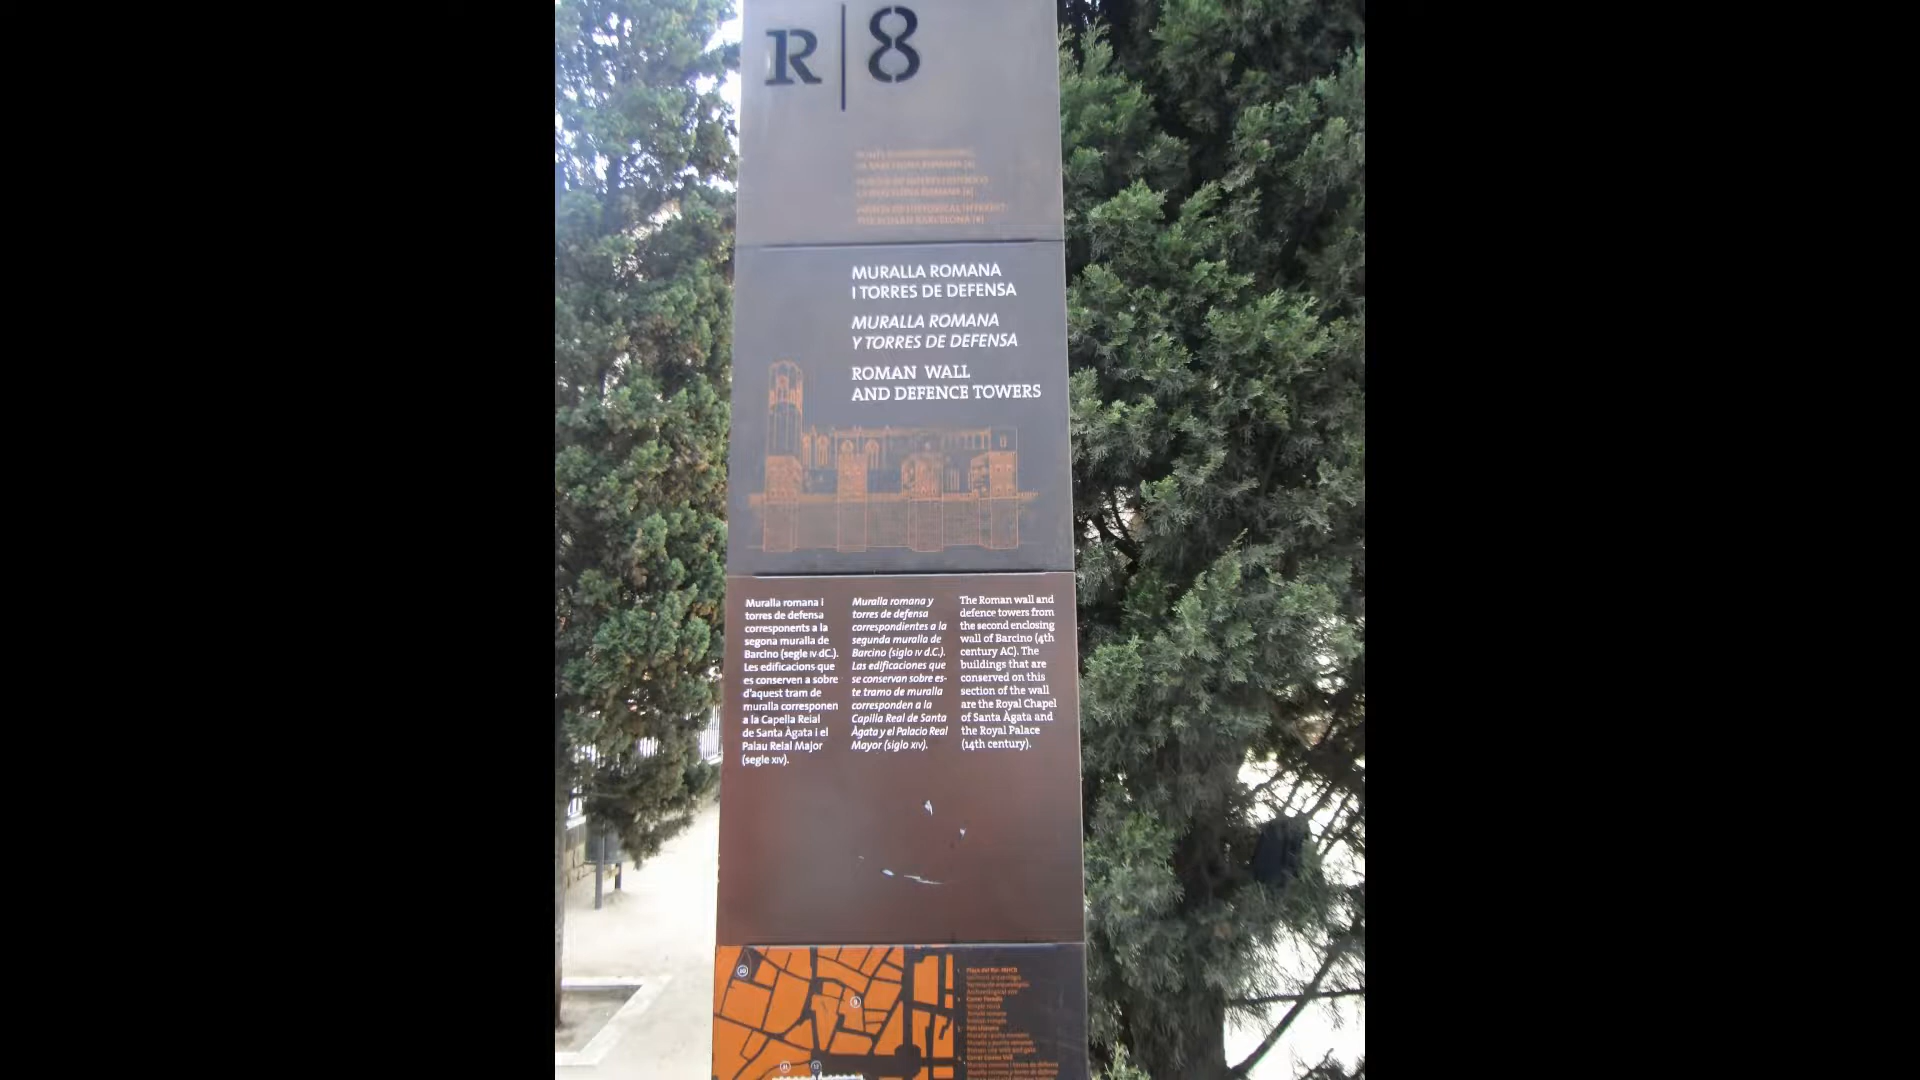 R 8
MURALLA ROMANA
I TORRES DE DEFENSA
MURALLA ROMANA
Y TORRES DE DEFENSA
ROMAN WALL
AND DEFENCE TOWERS
Muralla romana i
torres de defensa
corresponents a la
segona muralla de
Barcino (segle IV dC.).
Les edificacions que
es conserven a sobre
d'aquest tram de
muralla corresponen
a la Capella Reial
de Santa Àgata i el
Palau Reial Major
(segle XIV).
Muralla romana y
torres de defensa
correspondientes a la
segunda muralla de
Barcino (siglo IV d.C.).
Las edificaciones que
se conservan sobre es-
te tramo de muralla
corresponden a la
Capilla Real de Santa
Àgata y el Palacio Real
Mayor (siglo XIV).
The Roman wall and
defence towers from
the second enclosing
wall of Barcino (4th
century AC). The
buildings that are
conserved on this
section of the wall
are the Royal Chapel
of Santa Àgata and
the Royal Palace
(14th century).